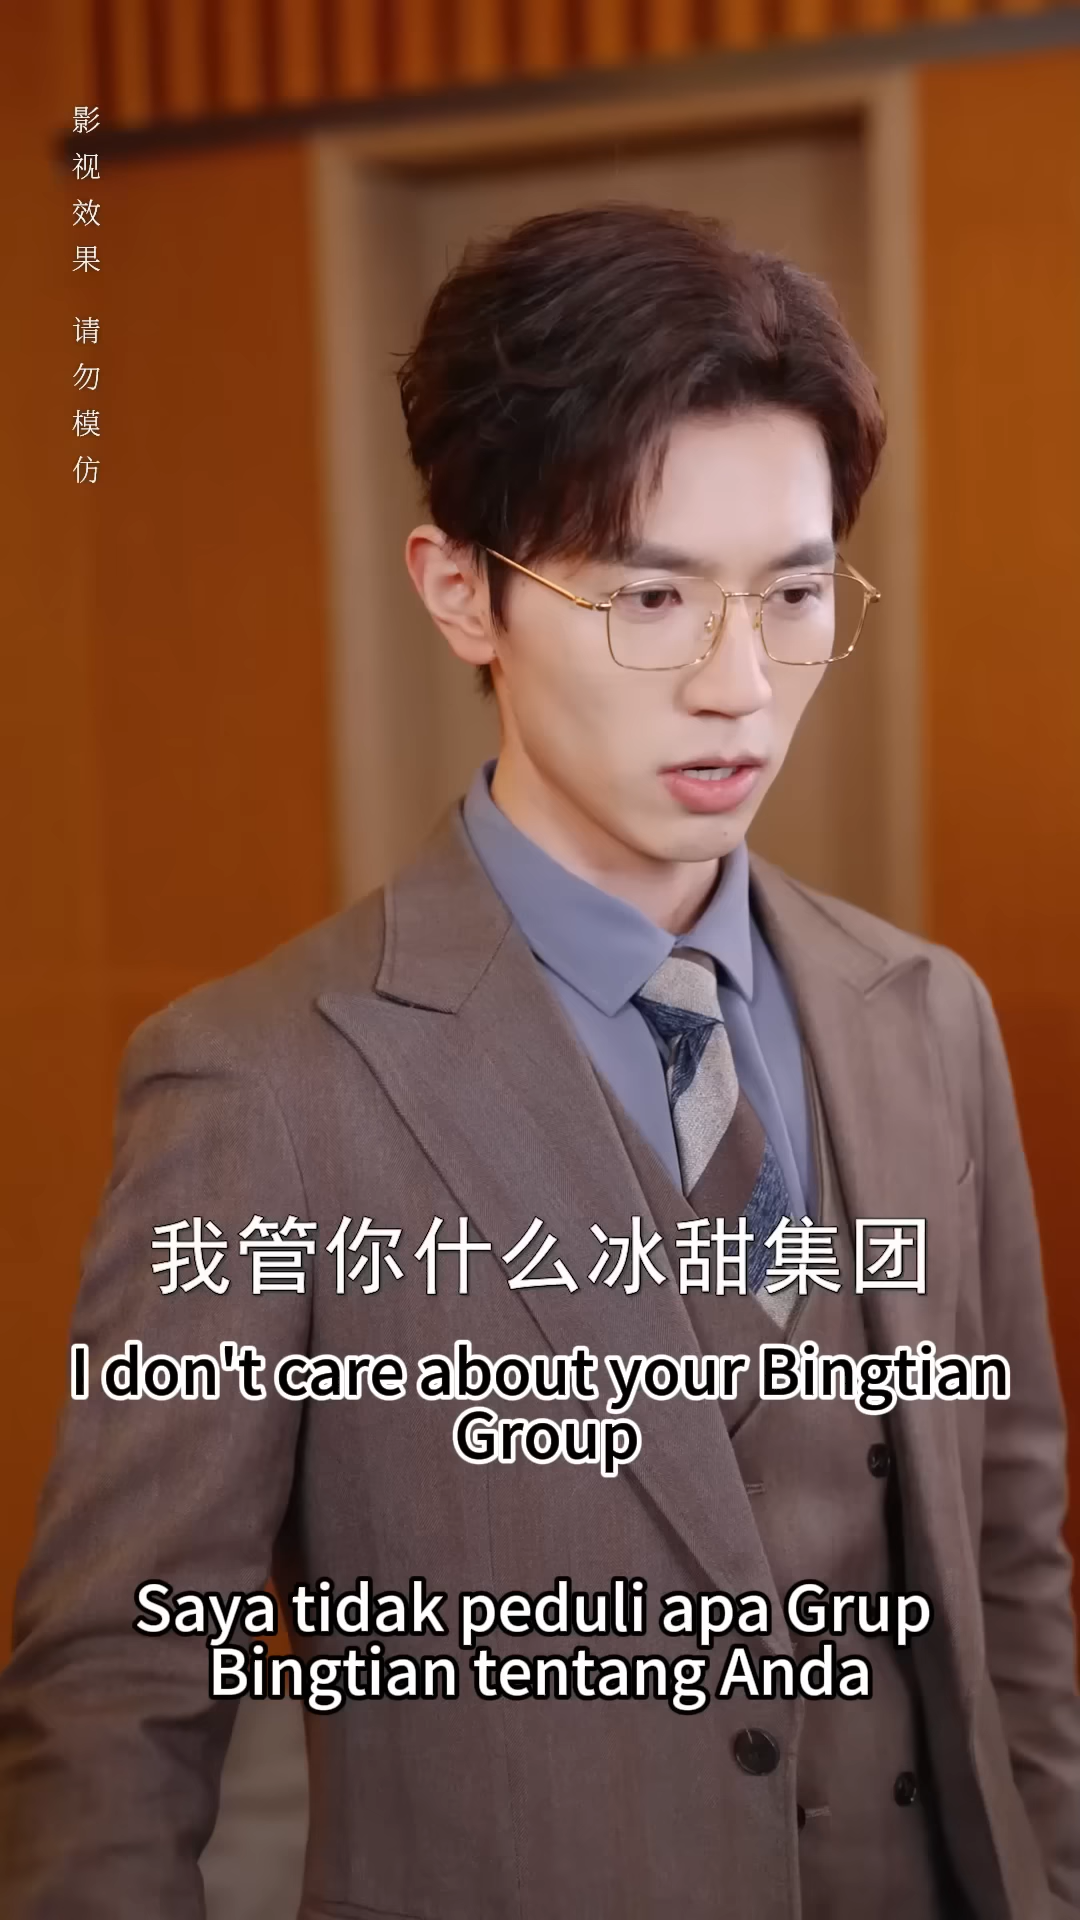 影视效果 请勿模仿
我管你什么冰甜集团
I don't care about your Bingtian
Group
Saya tidak peduli apa Grup
Bingtian tentang Anda